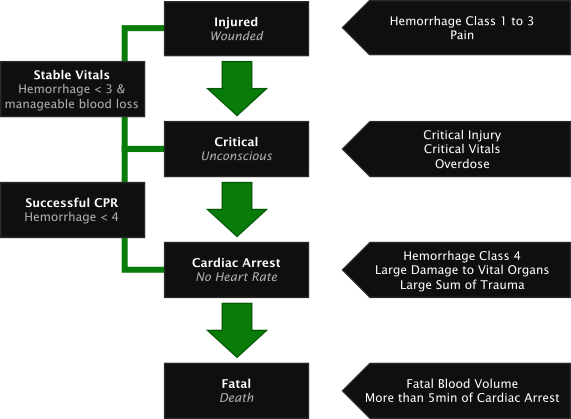 Injured
Wounded
Hemorrhage Class 1 to 3
Pain
Stable Vitals
Hemorrhage < 3 &
manageable blood loss
Critical
Unconscious
Critical Injury
Critical Vitals
Overdose
Successful CPR
Hemorrhage < 4
Cardiac Arrest
No Heart Rate
Hemorrhage Class 4
Large Damage to Vital Organs
Large Sum of Trauma
Fatal
Death
Fatal Blood Volume
More than 5min of Cardiac Arrest